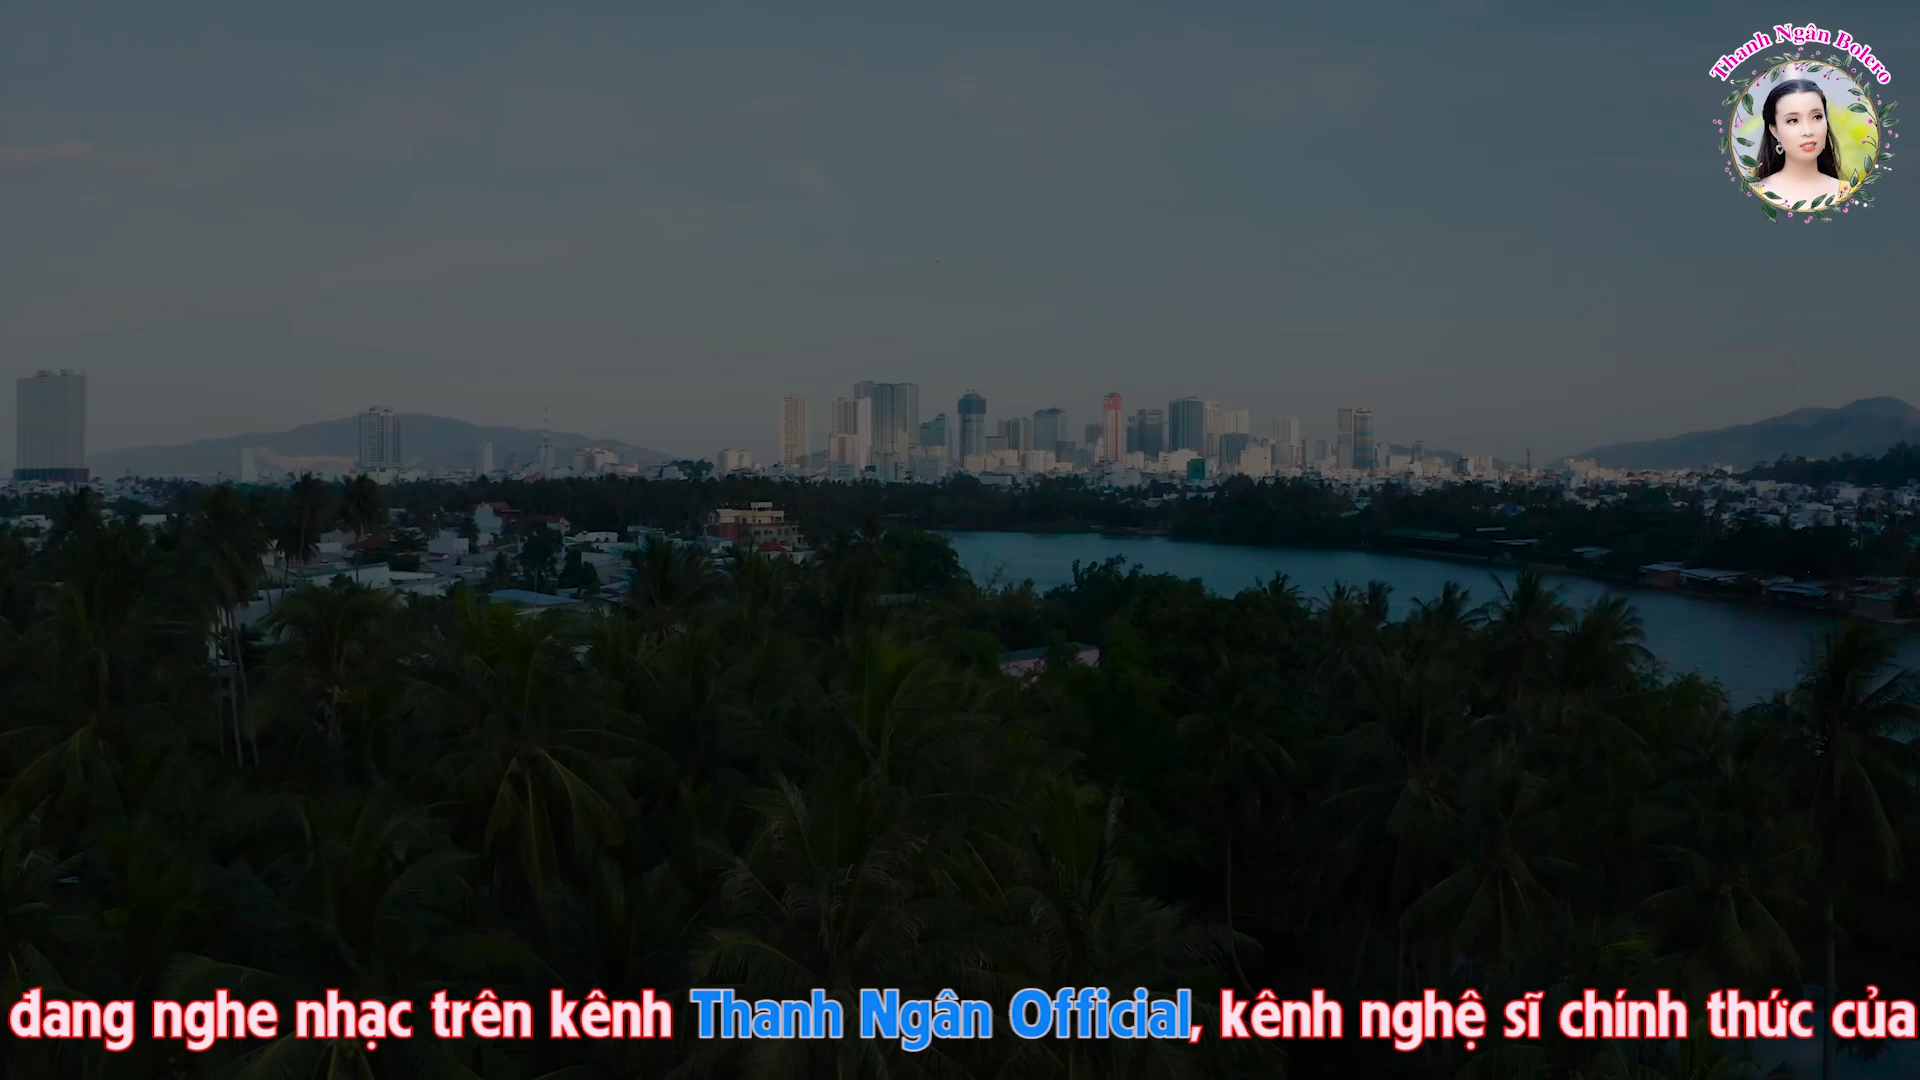 Thanh Ngân Bolero
đang nghe nhạc trên kênh Thanh Ngân Official, kênh nghệ sĩ chính thức của